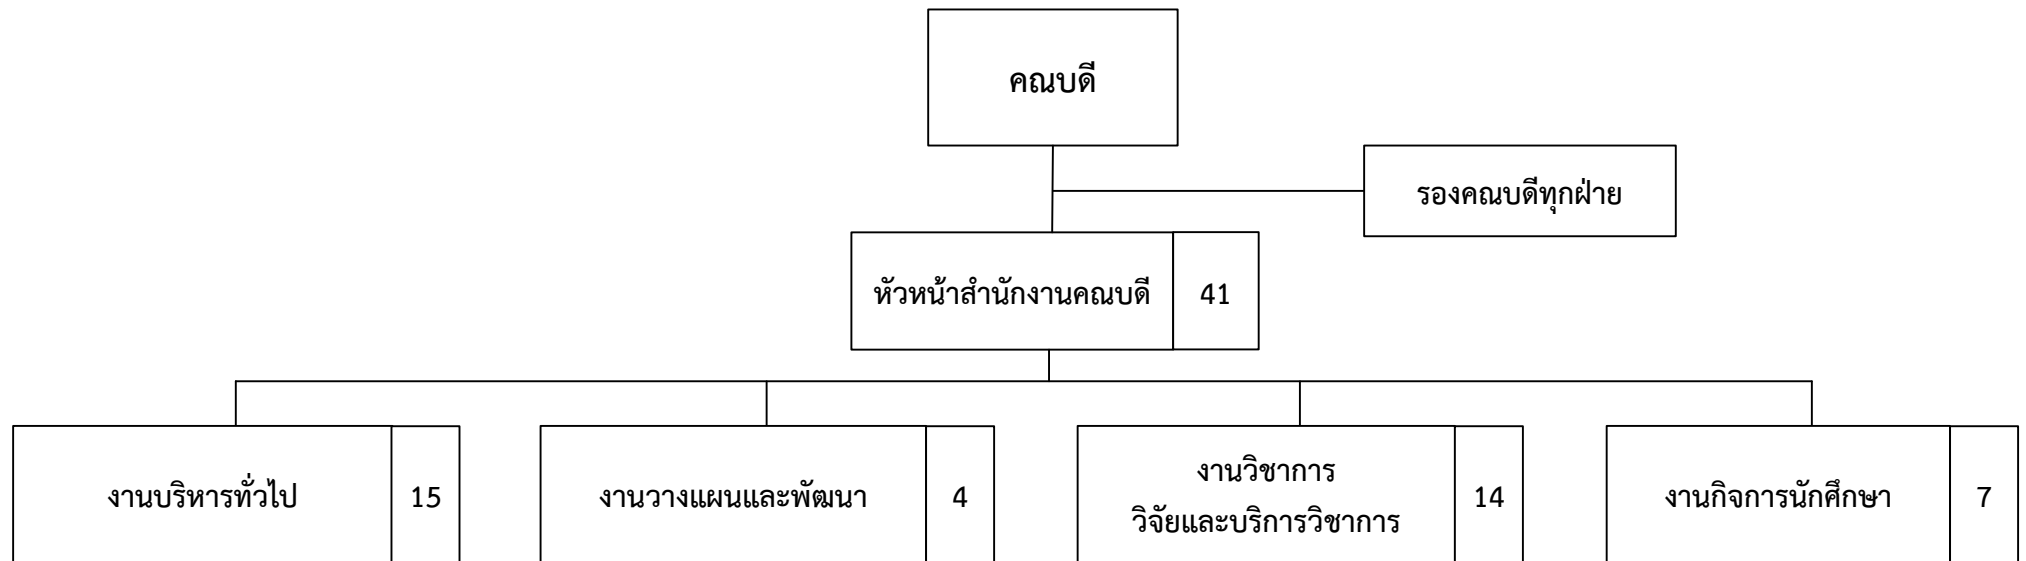 คณบดี
รองคณบดีทุกฝ่าย
หัวหน้าสำนักงานคณบดี 41
งานบริหารทั่วไป 15
งานวางแผนและพัฒนา 4
งานวิชาการ
วิจัยและบริการวิชาการ 14
งานกิจการนักศึกษา 7